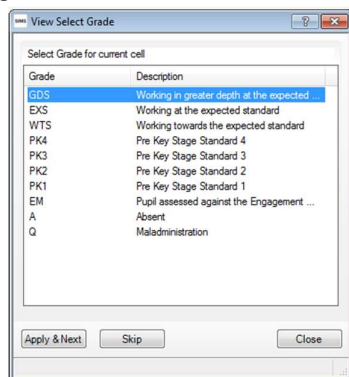 SIMS View Select Grade
Select Grade for current cell
Grade Description
GDS Working in greater depth at the expected ...
EXS Working at the expected standard
WTS Working towards the expected standard
PK4 Pre Key Stage Standard 4
PK3 Pre Key Stage Standard 3
PK2 Pre Key Stage Standard 2
PK1 Pre Key Stage Standard 1
EM Pupil assessed against the Engagement ...
A Absent
Q Maladministration
Apply & Next Skip Close